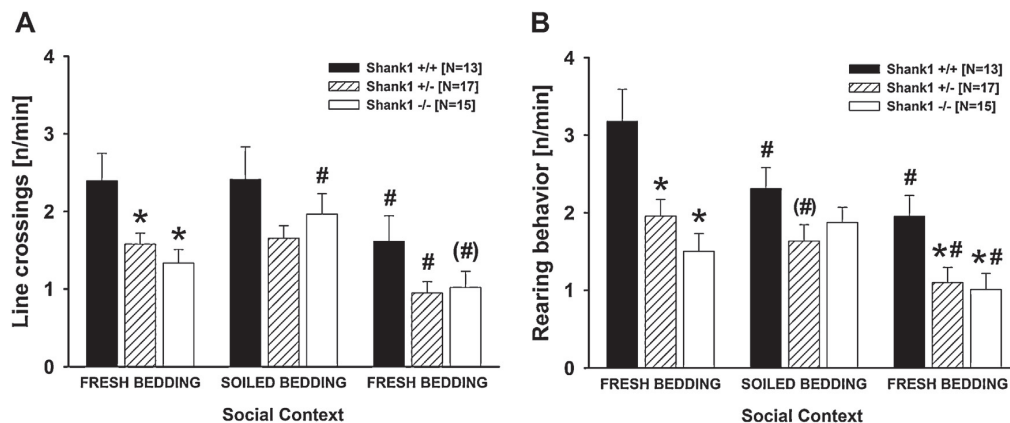 A
Line crossings [n/min]
4
3
2
1
0
Shank1 +/+ [N=13]
Shank1 +/- [N=17]
Shank1 -/- [N=15]
*
*
#
#
#
(#)
FRESH BEDDING
SOILED BEDDING
FRESH BEDDING
Social Context
B
Rearing behavior [n/min]
4
3
2
1
0
Shank1 +/+ [N=13]
Shank1 +/- [N=17]
Shank1 -/- [N=15]
*
*
#
(#)
#
*#
*#
FRESH BEDDING
SOILED BEDDING
FRESH BEDDING
Social Context